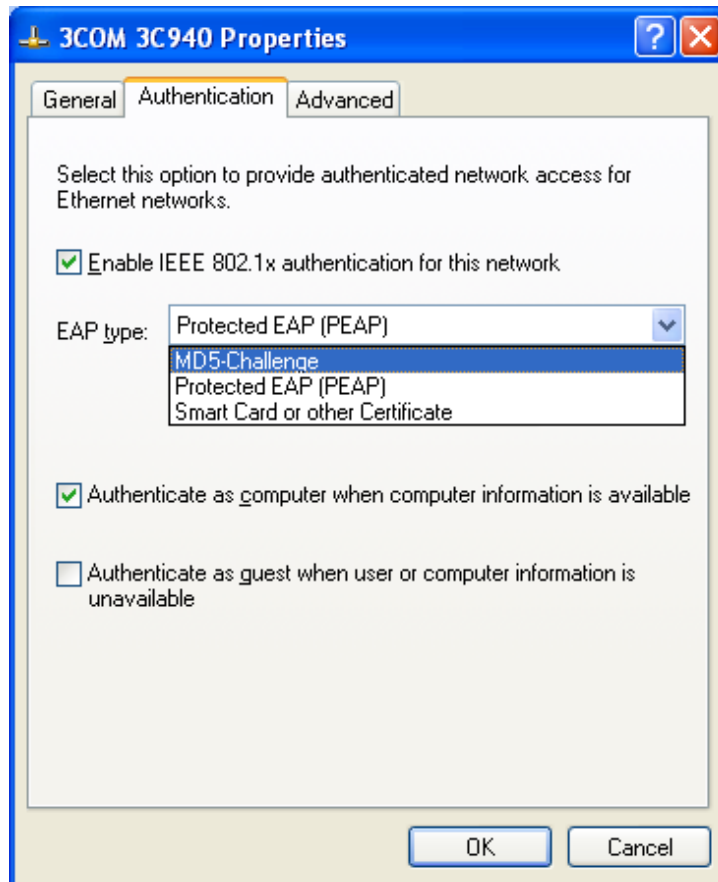 3COM 3C940 Properties
General Authentication Advanced
Select this option to provide authenticated network access for
Ethernet networks.
Enable IEEE 802.1x authentication for this network
EAP type: Protected EAP (PEAP)
MD5-Challenge
Protected EAP (PEAP)
Smart Card or other Certificate
Authenticate as computer when computer information is available
Authenticate as guest when user or computer information is
unavailable
OK Cancel